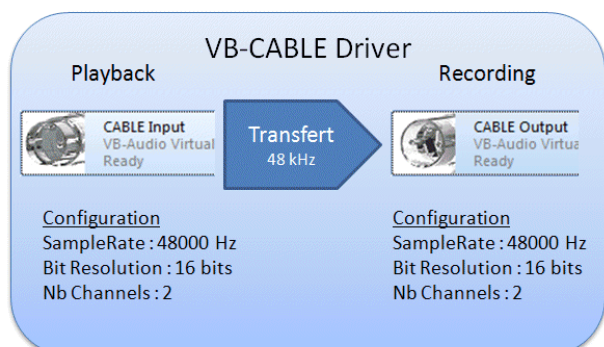 VB-CABLE Driver
Playback
Recording
CABLE Input
VB-Audio Virtual
Ready
Transfert
48 kHz
CABLE Output
VB-Audio Virtua
Ready
Configuration
SampleRate : 48000 Hz
Bit Resolution : 16 bits
Nb Channels : 2
Configuration
SampleRate : 48000 Hz
Bit Resolution : 16 bits
Nb Channels : 2